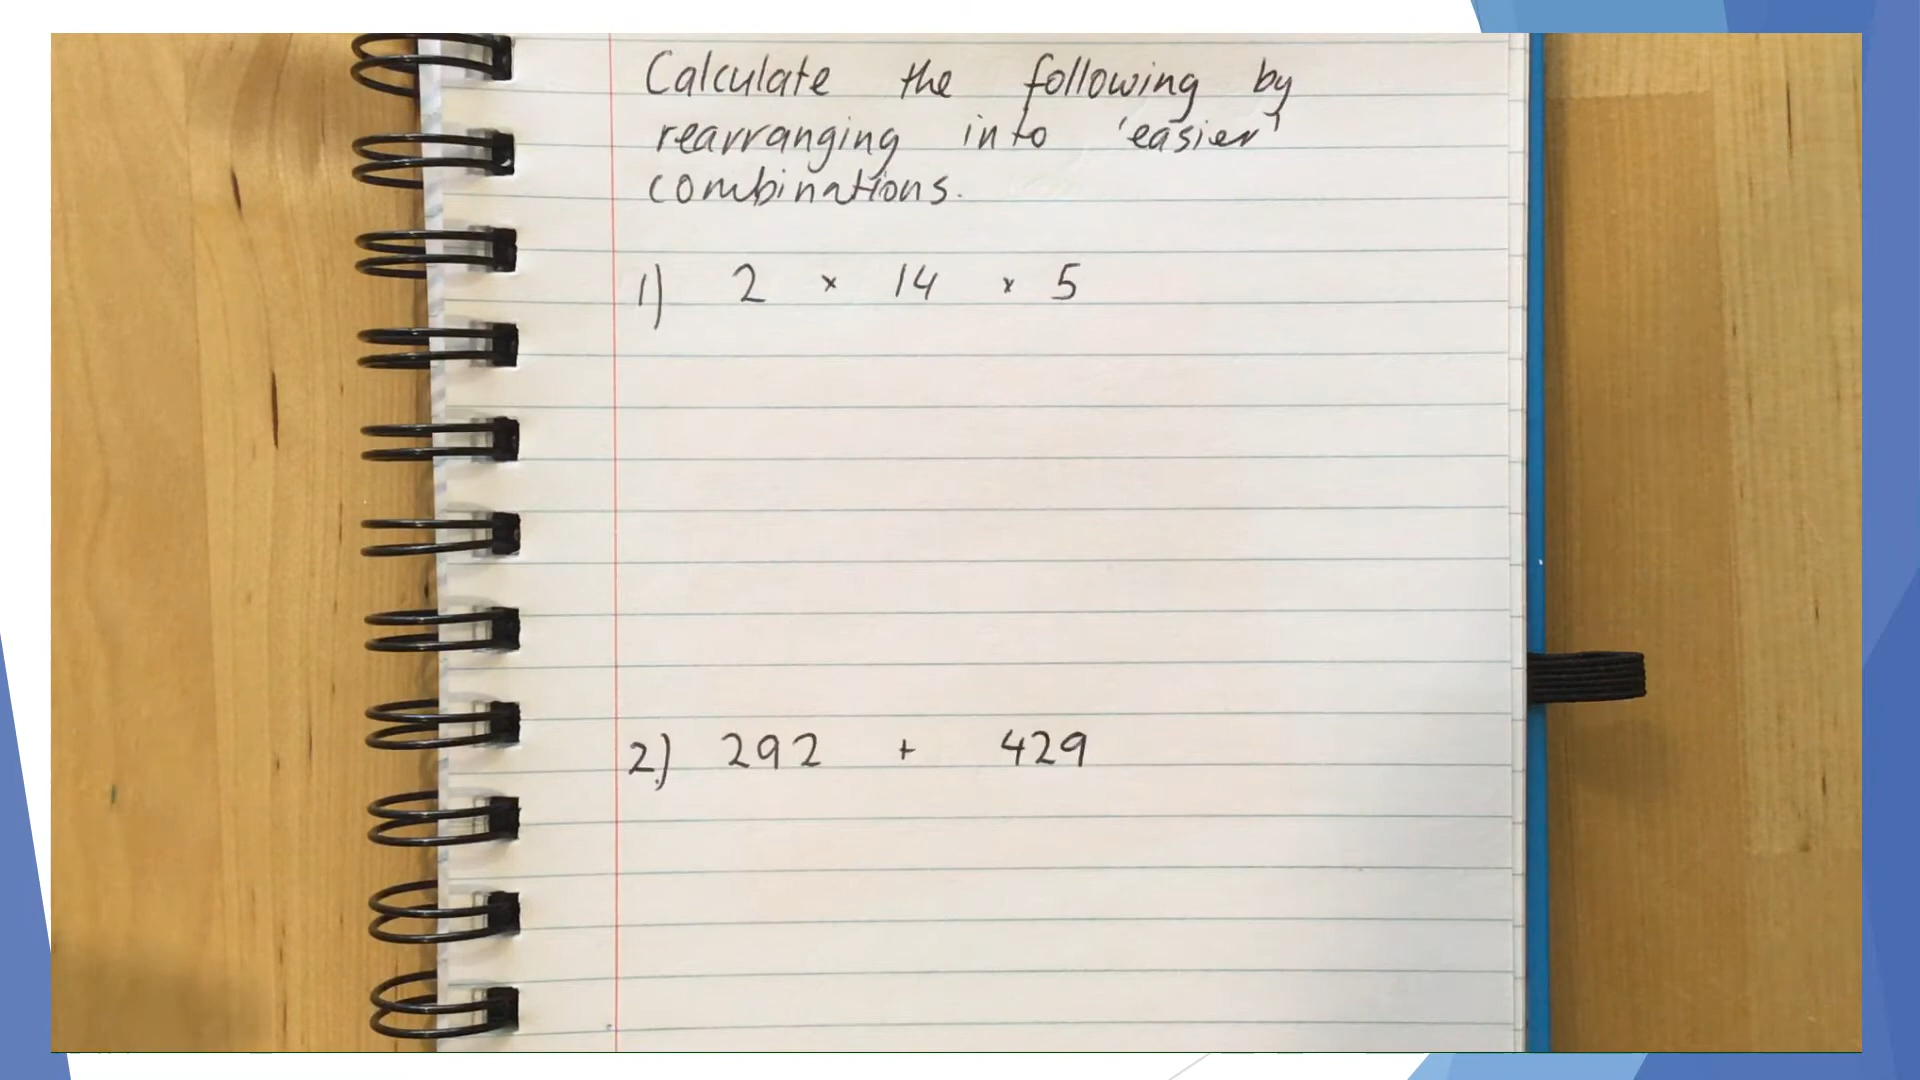 Calculate the following by
rearranging into 'easier'
combinations.
1) 2 × 14 × 5
2.) 292 + 429